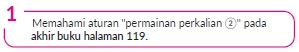 1
Memahami aturan "permainan perkalian ②" pada
akhir buku halaman 119.